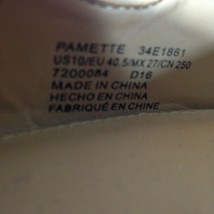 PAMETTE 34E1861
US10/EU 40.5/MX 27/CN 250
7200084 D16
MADE IN CHINA
HECHO EN CHINA
FABRIQUÉ EN CHINE